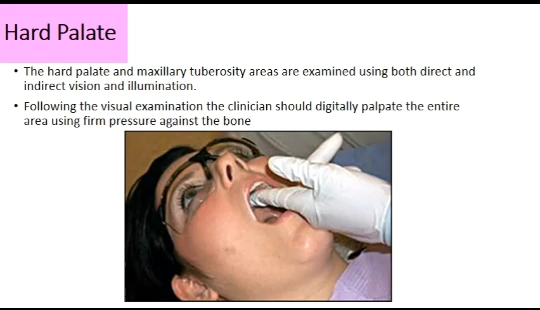 Hard Palate
• The hard palate and maxillary tuberosity areas are examined using both direct and
indirect vision and illumination.
• Following the visual examination the clinician should digitally palpate the entire
area using firm pressure against the bone